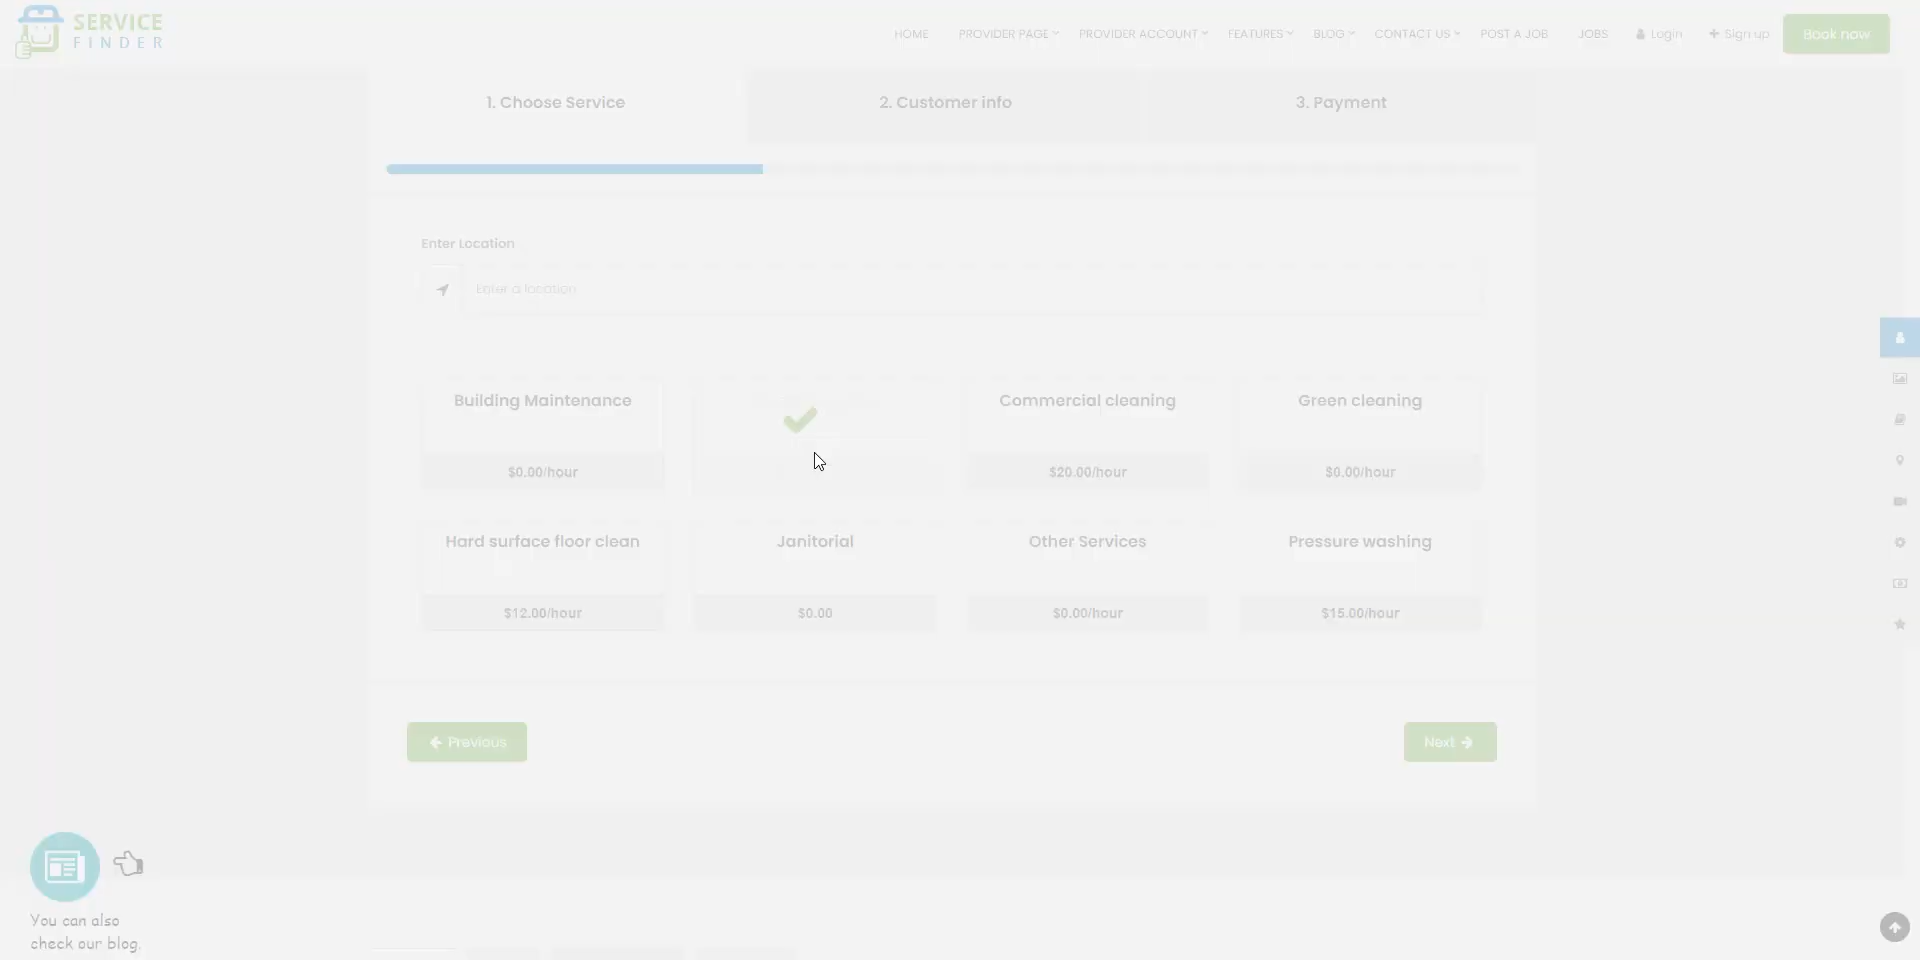 SERVICE
FINDER
HOME PROVIDER PAGE PROVIDER ACCOUNT FEATURES BLOG CONTACT US POST A JOB JOBS Login Sign up Book now
1. Choose Service 2. Customer info 3. Payment
Enter Location
Enter a location
Building Maintenance Commercial cleaning Green cleaning
$0.00/hour $20.00/hour $0.00/hour
Hard surface floor clean Janitorial Other Services Pressure washing
$12.00/hour $0.00 $0.00/hour $15.00/hour
Previous Next
You can also
check our blog.